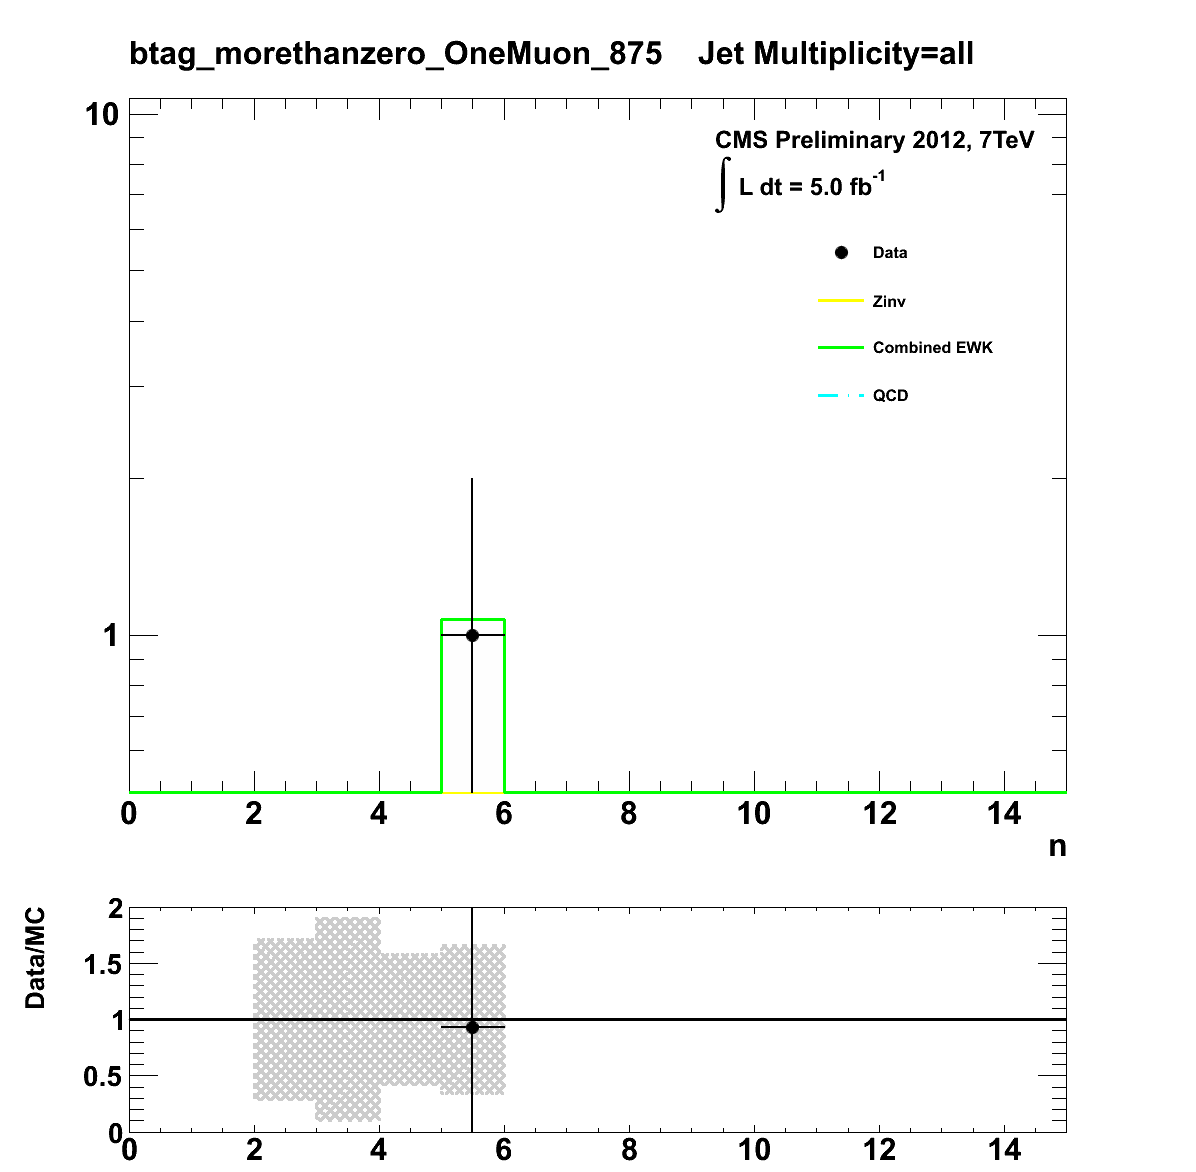 btag_morethanzero_OneMuon_875 Jet Multiplicity=all
10
CMS Preliminary 2012, 7TeV
∫ L dt = 5.0 fb-1
Data
Zinv
Combined EWK
QCD
1
0 2 4 6 8 10 12 14
n
Data/MC
2
1.5
1
0.5
0
0 2 4 6 8 10 12 14